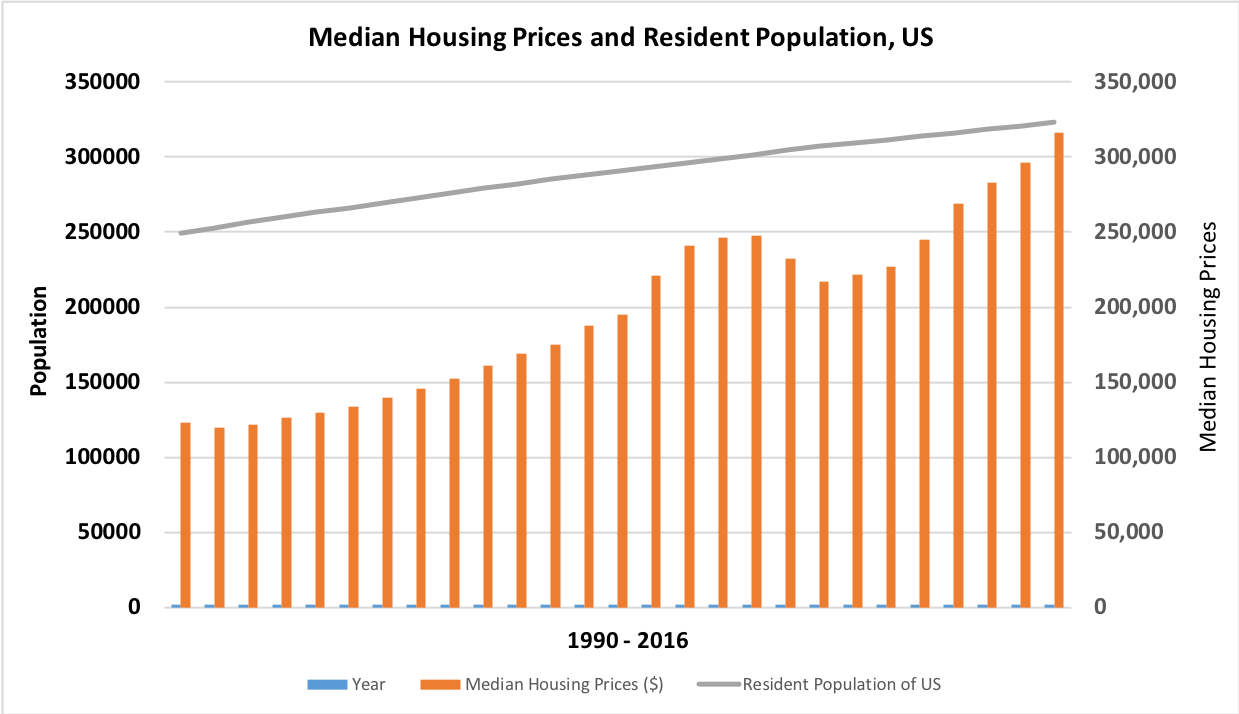 Median Housing Prices and Resident Population, US
350000
300000
250000
200000
150000
100000
50000
0
Population
350,000
300,000
250,000
200,000
150,000
100,000
50,000
0
Median Housing Prices
1990 - 2016
Year
Median Housing Prices ($)
Resident Population of US